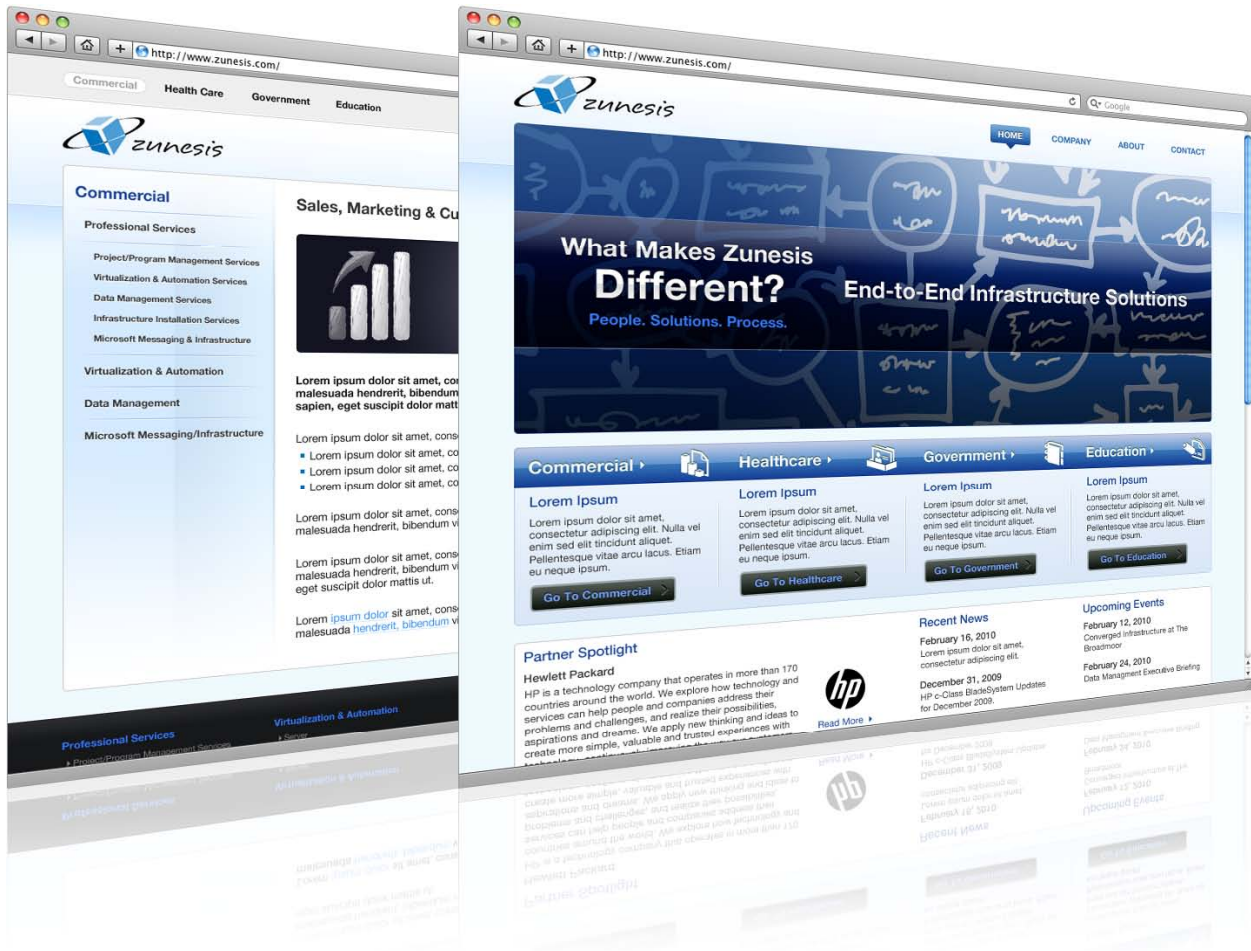 http://www.zunesis.com/
Commercial
Health Care
Government
Education
zunesis
Commercial
Professional Services
Project/Program Management Services
Virtualization & Automation Services
Data Management Services
Infrastructure Installation Services
Microsoft Messaging & Infrastructure
Virtualization & Automation
Data Management
Microsoft Messaging/Infrastructure
Sales, Marketing & Cu
Lorem ipsum dolor sit amet, co
malesuada hendrerit, bibendum
sapien, eget suscipit dolor matt
Lorem ipsum dolor sit amet, cons
Lorem ipsum dolor sit amet, co
Lorem ipsum dolor sit amet, co
Lorem ipsum dolor sit amet, co
Lorem ipsum dolor sit amet, cons
malesuada hendrerit, bibendum vi
Lorem ipsum dolor sit amet, cons
malesuada hendrerit, bibendum vi
eget suscipit dolor mattis ut.
Lorem ipsum dolor sit amet, cons
malesuada hendrerit, bibendum vi
Professional Services
Project/Program Management Services
Virtualization & Automation
Server
http://www.zunesis.com/
Google
zunesis
HOME
COMPANY
ABOUT
CONTACT
What Makes Zunesis
Different?
People. Solutions. Process.
End-to-End Infrastructure Solutions
Commercial
Lorem Ipsum
Lorem ipsum dolor sit amet,
consectetur adipiscing elit. Nulla vel
enim sed elit tincidunt aliquet.
Pellentesque vitae arcu lacus. Etiam
eu neque ipsum.
Go To Commercial
Healthcare
Lorem Ipsum
Lorem ipsum dolor sit amet,
consectetur adipiscing elit. Nulla vel
enim sed elit tincidunt aliquet.
Pellentesque vitae arcu lacus. Etiam
eu neque ipsum.
Go To Healthcare
Government
Lorem Ipsum
Lorem ipsum dolor sit amet,
consectetur adipiscing elit. Nulla vel
enim sed elit tincidunt aliquet.
Pellentesque vitae arcu lacus. Etiam
eu neque ipsum.
Go To Government
Education
Lorem Ipsum
Lorem ipsum dolor sit amet,
consectetur adipiscing elit. Nulla vel
enim sed elit tincidunt aliquet.
Pellentesque vitae arcu lacus. Etiam
eu neque ipsum.
Go To Education
Partner Spotlight
Hewlett Packard
HP is a technology company that operates in more than 170
countries around the world. We explore how technology and
services can help people and companies address their
problems and challenges, and realize their possibilities,
aspirations and dreams. We apply new thinking and ideas to
create more simple, valuable and trusted experiences with
hp
Read More
Recent News
February 16, 2010
Lorem ipsum dolor sit amet,
consectetur adipiscing elit.
December 31, 2009
HP c-Class BladeSystem Updates
for December 2009.
Upcoming Events
February 12, 2010
Converged Infrastructure at The
Broadmoor
February 24, 2010
Data Managment Executive Briefing